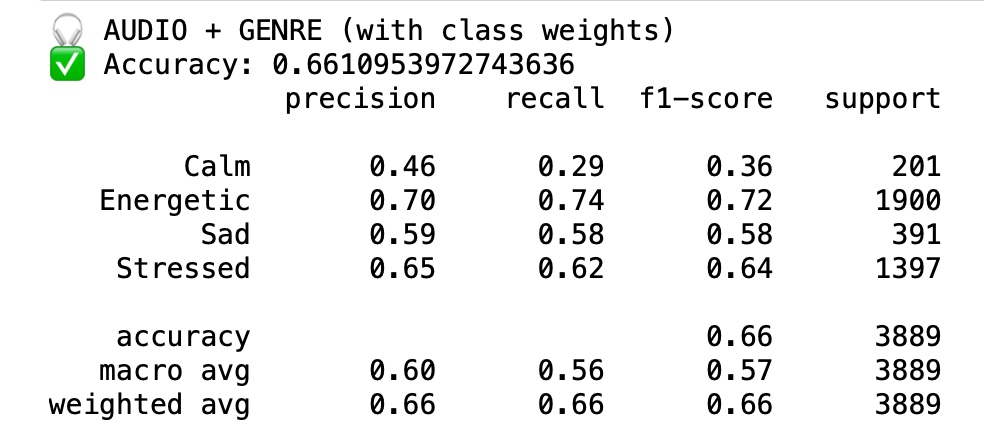 🎧 AUDIO + GENRE (with class weights)
✅ Accuracy: 0.6610953972743636
precision recall f1-score support
Calm 0.46 0.29 0.36 201
Energetic 0.70 0.74 0.72 1900
Sad 0.59 0.58 0.58 391
Stressed 0.65 0.62 0.64 1397
accuracy 0.66 3889
macro avg 0.60 0.56 0.57 3889
weighted avg 0.66 0.66 0.66 3889